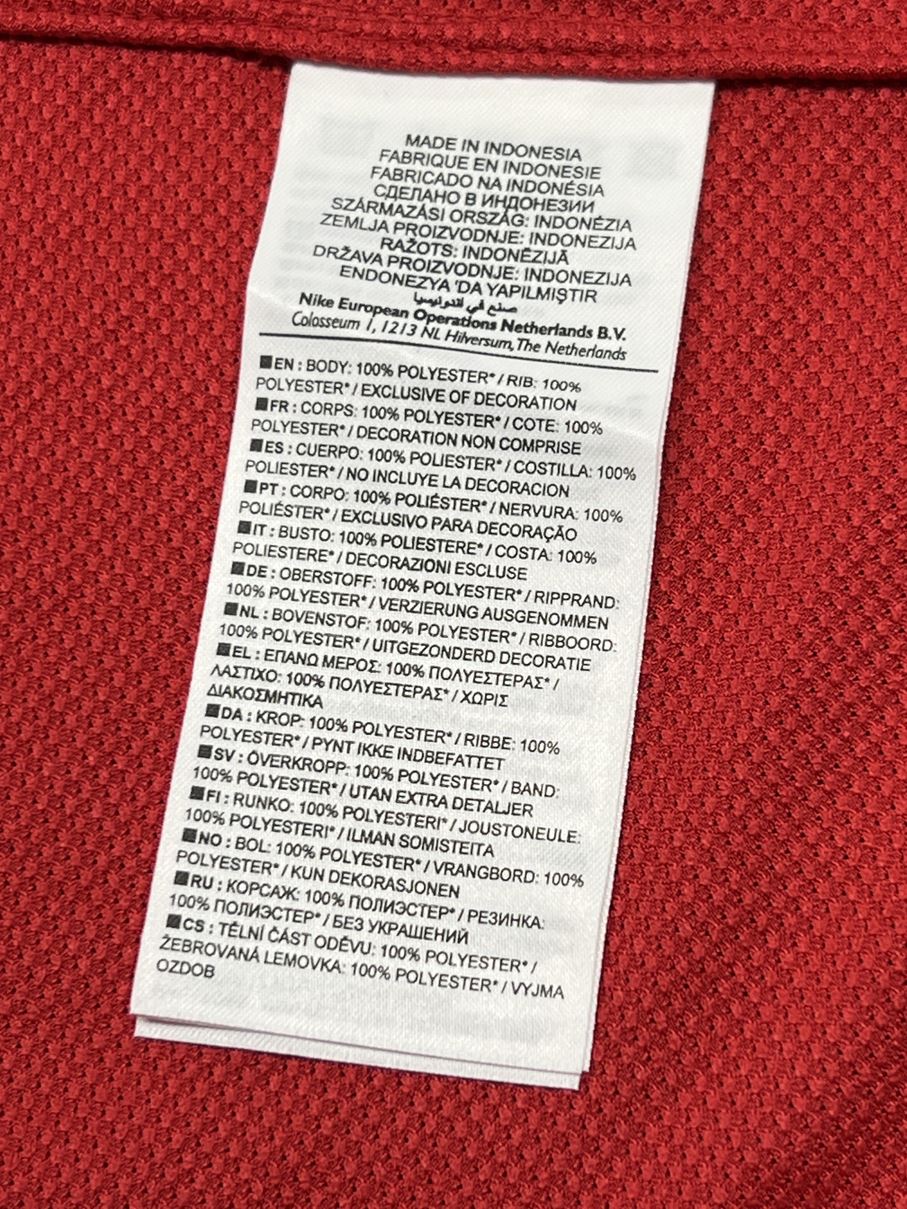 MADE IN INDONESIA
FABRIQUE EN INDONESIE
FABRICADO NA INDONÉSIA
СДЕЛАНО В ИНДОНЕЗИИ
SZÁRMAZÁSI ORSZÁG: INDONÉZIA
ZEMLJA PROIZVODNJE: INDONEZIJA
RAŽOTS: INDONĒZIJĀ
DRŽAVA PROIZVODNJE: INDONEZIJA
ENDONEZYA 'DA YAPILMIŞTIR
صنع في اندونيسيا
Nike European Operations Netherlands B.V.
Colosseum 1, 1213 NL Hilversum, The Netherlands
■EN : BODY: 100% POLYESTER* / RIB: 100%
POLYESTER* / EXCLUSIVE OF DECORATION
■FR : CORPS: 100% POLYESTER* / COTE: 100%
POLYESTER* / DECORATION NON COMPRISE
■ES : CUERPO: 100% POLIESTER* / COSTILLA: 100%
POLIESTER* / NO INCLUYE LA DECORACION
■PT : CORPO: 100% POLIÉSTER* / NERVURA: 100%
POLIÉSTER* / EXCLUSIVO PARA DECORAÇÃO
■IT : BUSTO: 100% POLIESTERE* / COSTA: 100%
POLIESTERE* / DECORAZIONI ESCLUSE
■DE : OBERSTOFF: 100% POLYESTER* / RIPPRAND:
100% POLYESTER* / VERZIERUNG AUSGENOMMEN
■NL : BOVENSTOF: 100% POLYESTER* / RIBBOORD:
100% POLYESTER* / UITGEZONDERD DECORATIE
■EL : ΕΠΑΝΩ ΜΕΡΟΣ: 100% ΠΟΛΥΕΣΤΕΡΑΣ* /
ΛΑΣΤΙΧΟ: 100% ΠΟΛΥΕΣΤΕΡΑΣ* / ΧΩΡΙΣ
ΔΙΑΚΟΣΜΗΤΙΚΑ
■DA : KROP: 100% POLYESTER* / RIBBE: 100%
POLYESTER* / PYNT IKKE INDBEFATTET
■SV : ÖVERKROPP: 100% POLYESTER* / BAND:
100% POLYESTER* / UTAN EXTRA DETALJER
■FI : RUNKO: 100% POLYESTERI* / JOUSTONEULE:
100% POLYESTERI* / ILMAN SOMISTEITA
■NO : BOL: 100% POLYESTER* / VRANGBORD: 100%
POLYESTER* / KUN DEKORASJONEN
■RU : КОРСАЖ: 100% ПОЛИЭСТЕР* / РЕЗИНКА:
100% ПОЛИЭСТЕР* / БЕЗ УКРАШЕНИЙ
■CS : TĚLNÍ ČÁST ODĚVU: 100% POLYESTER* /
ŽEBROVANÁ LEMOVKA: 100% POLYESTER* / VYJMA
OZDOB